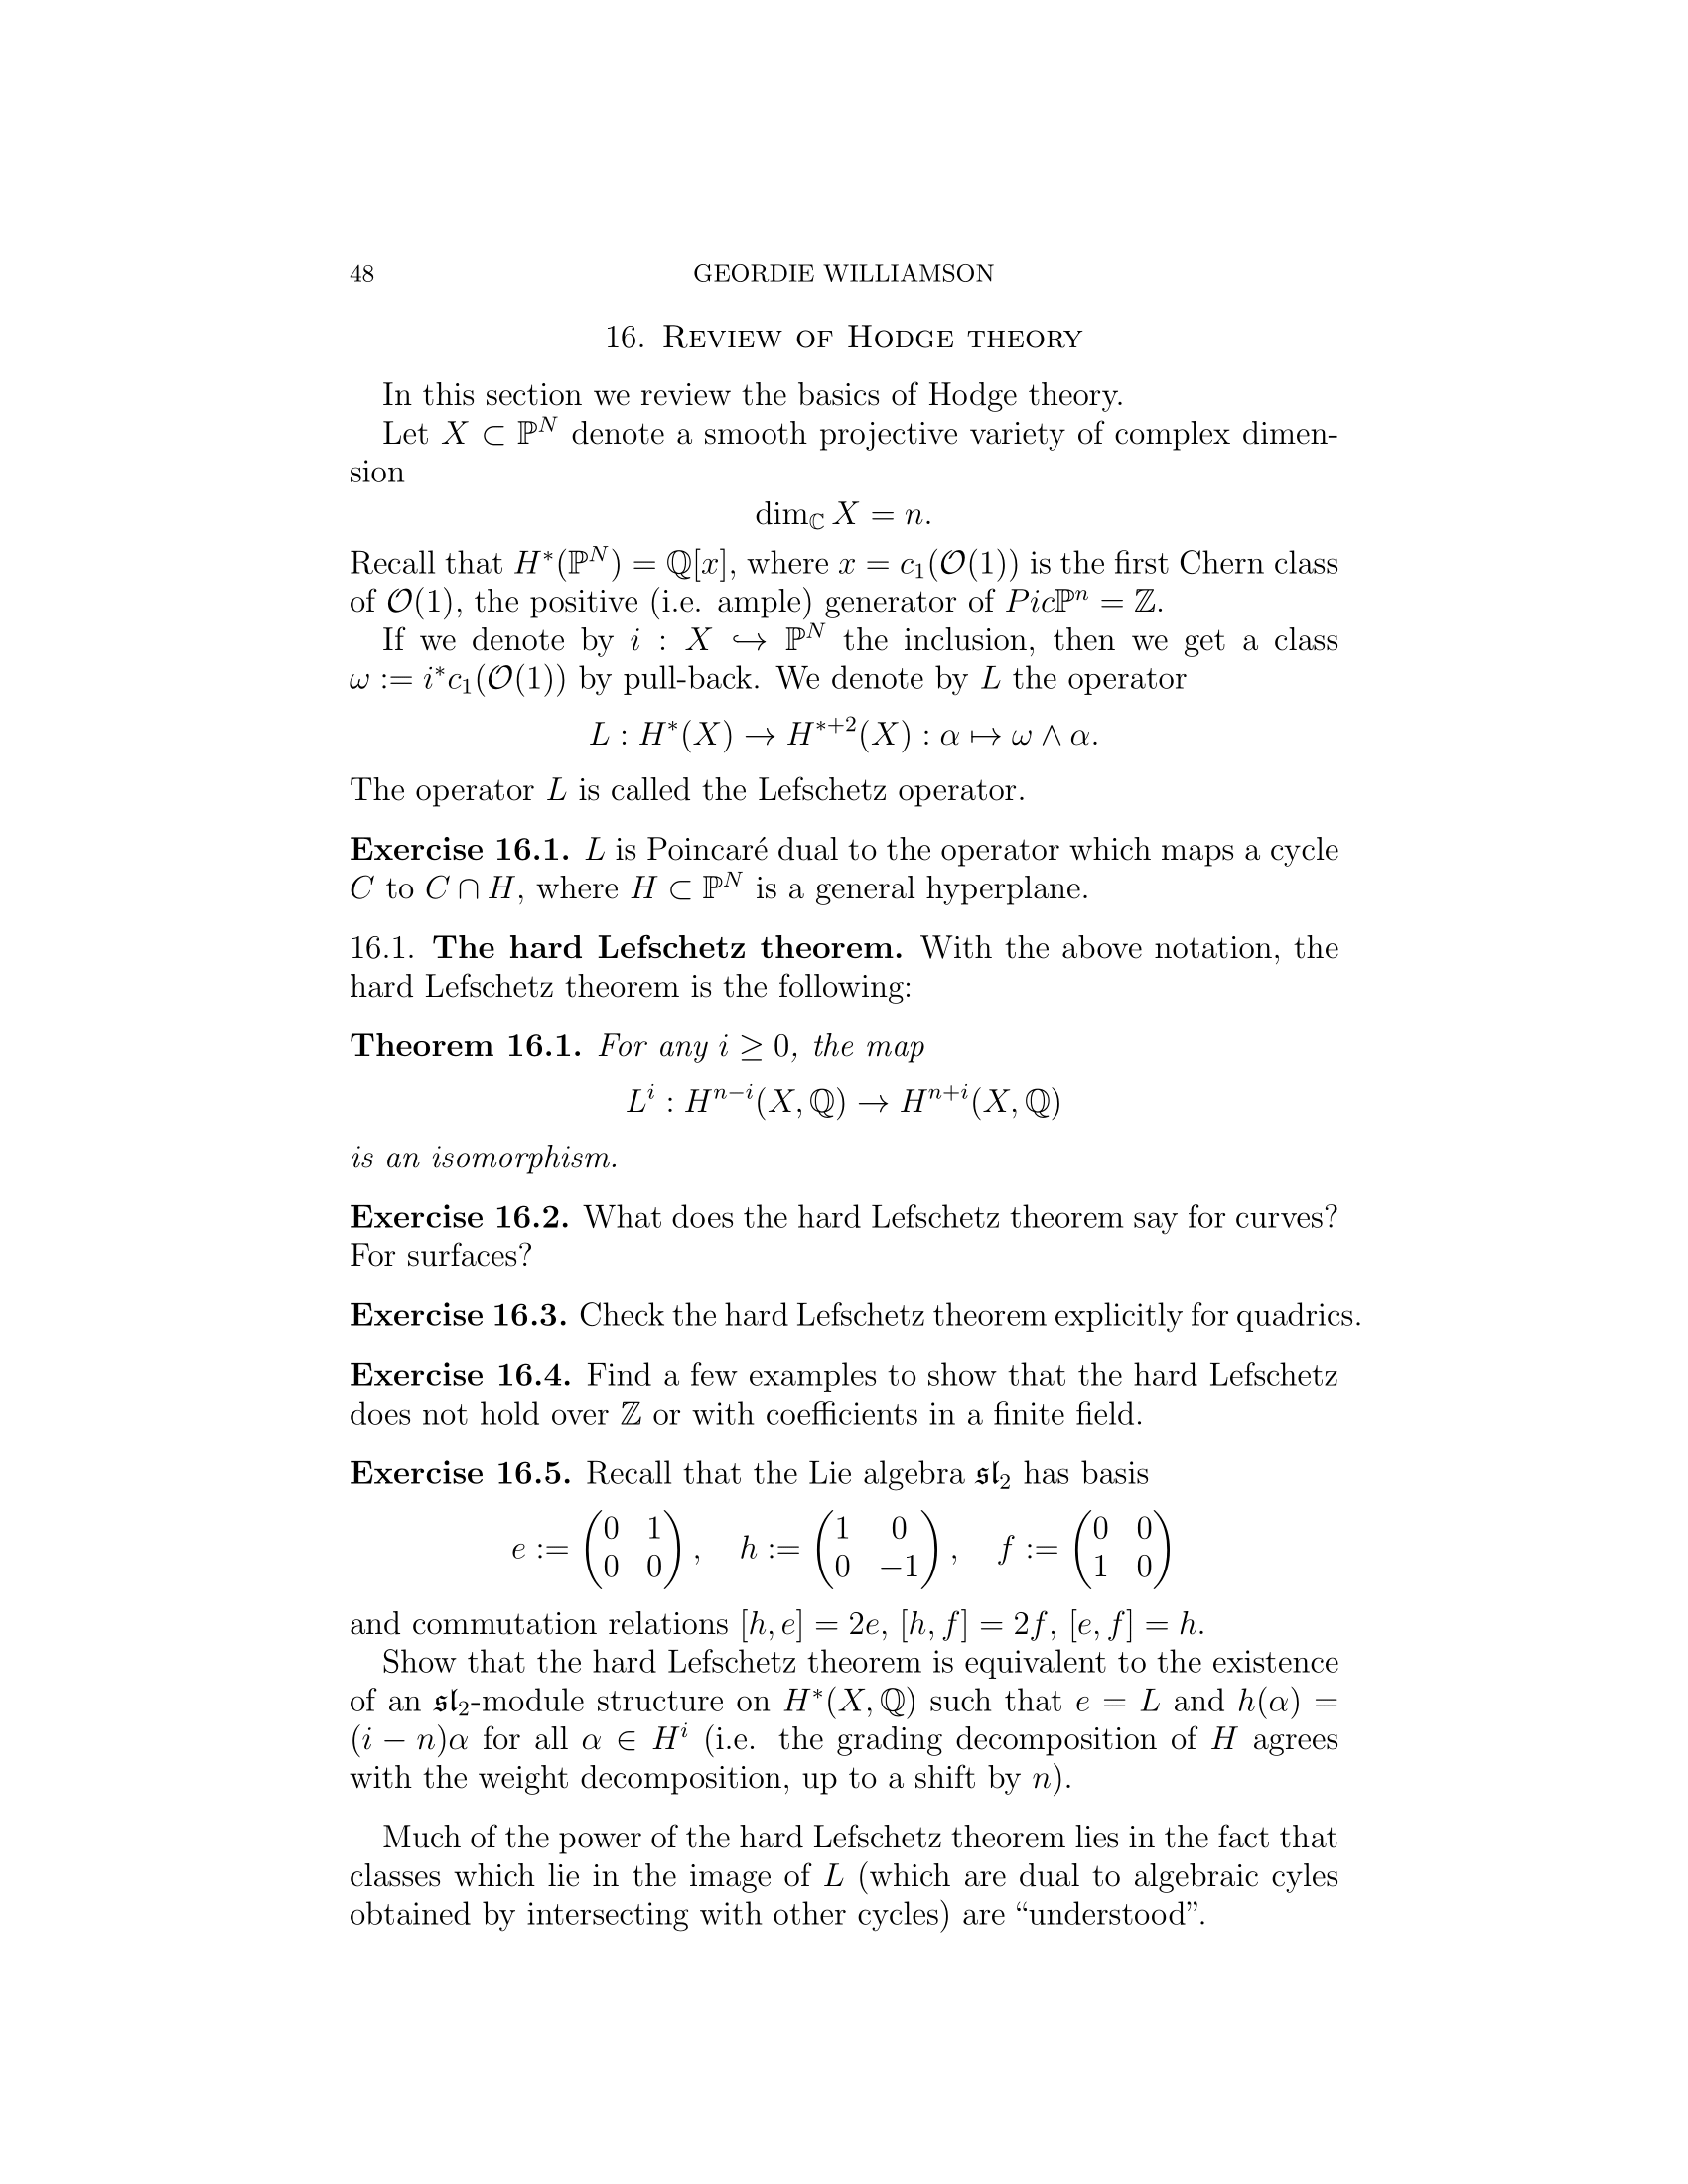 48 GEORDIE WILLIAMSON
16. Review of Hodge theory
In this section we review the basics of Hodge theory.
Let $X \subset \mathbb{P}^N$ denote a smooth projective variety of complex dimen-
sion
$\dim_{\mathbb{C}} X = n.$
Recall that $H^*(\mathbb{P}^N) = \mathbb{Q}[x]$, where $x = c_1(\mathcal{O}(1))$ is the first Chern class
of $\mathcal{O}(1)$, the positive (i.e. ample) generator of $Pic\mathbb{P}^n = \mathbb{Z}$.
If we denote by $i : X \hookrightarrow \mathbb{P}^N$ the inclusion, then we get a class
$\omega := i^*c_1(\mathcal{O}(1))$ by pull-back. We denote by $L$ the operator
$L : H^*(X) \to H^{*+2}(X) : \alpha \mapsto \omega \wedge \alpha.$
The operator $L$ is called the Lefschetz operator.
Exercise 16.1. $L$ is Poincaré dual to the operator which maps a cycle
$C$ to $C \cap H$, where $H \subset \mathbb{P}^N$ is a general hyperplane.
16.1. The hard Lefschetz theorem. With the above notation, the
hard Lefschetz theorem is the following:
Theorem 16.1. For any $i \geq 0$, the map
$L^i : H^{n-i}(X, \mathbb{Q}) \to H^{n+i}(X, \mathbb{Q})$
is an isomorphism.
Exercise 16.2. What does the hard Lefschetz theorem say for curves?
For surfaces?
Exercise 16.3. Check the hard Lefschetz theorem explicitly for quadrics.
Exercise 16.4. Find a few examples to show that the hard Lefschetz
does not hold over $\mathbb{Z}$ or with coefficients in a finite field.
Exercise 16.5. Recall that the Lie algebra $\mathfrak{sl}_2$ has basis
$e := \begin{pmatrix} 0 & 1 \\ 0 & 0 \end{pmatrix}, \quad h := \begin{pmatrix} 1 & 0 \\ 0 & -1 \end{pmatrix}, \quad f := \begin{pmatrix} 0 & 0 \\ 1 & 0 \end{pmatrix}$
and commutation relations $[h, e] = 2e$, $[h, f] = 2f$, $[e, f] = h$.
Show that the hard Lefschetz theorem is equivalent to the existence
of an $\mathfrak{sl}_2$-module structure on $H^*(X, \mathbb{Q})$ such that $e = L$ and $h(\alpha) =$
$(i - n)\alpha$ for all $\alpha \in H^i$ (i.e. the grading decomposition of $H$ agrees
with the weight decomposition, up to a shift by $n$).
Much of the power of the hard Lefschetz theorem lies in the fact that
classes which lie in the image of $L$ (which are dual to algebraic cyles
obtained by intersecting with other cycles) are “understood”.